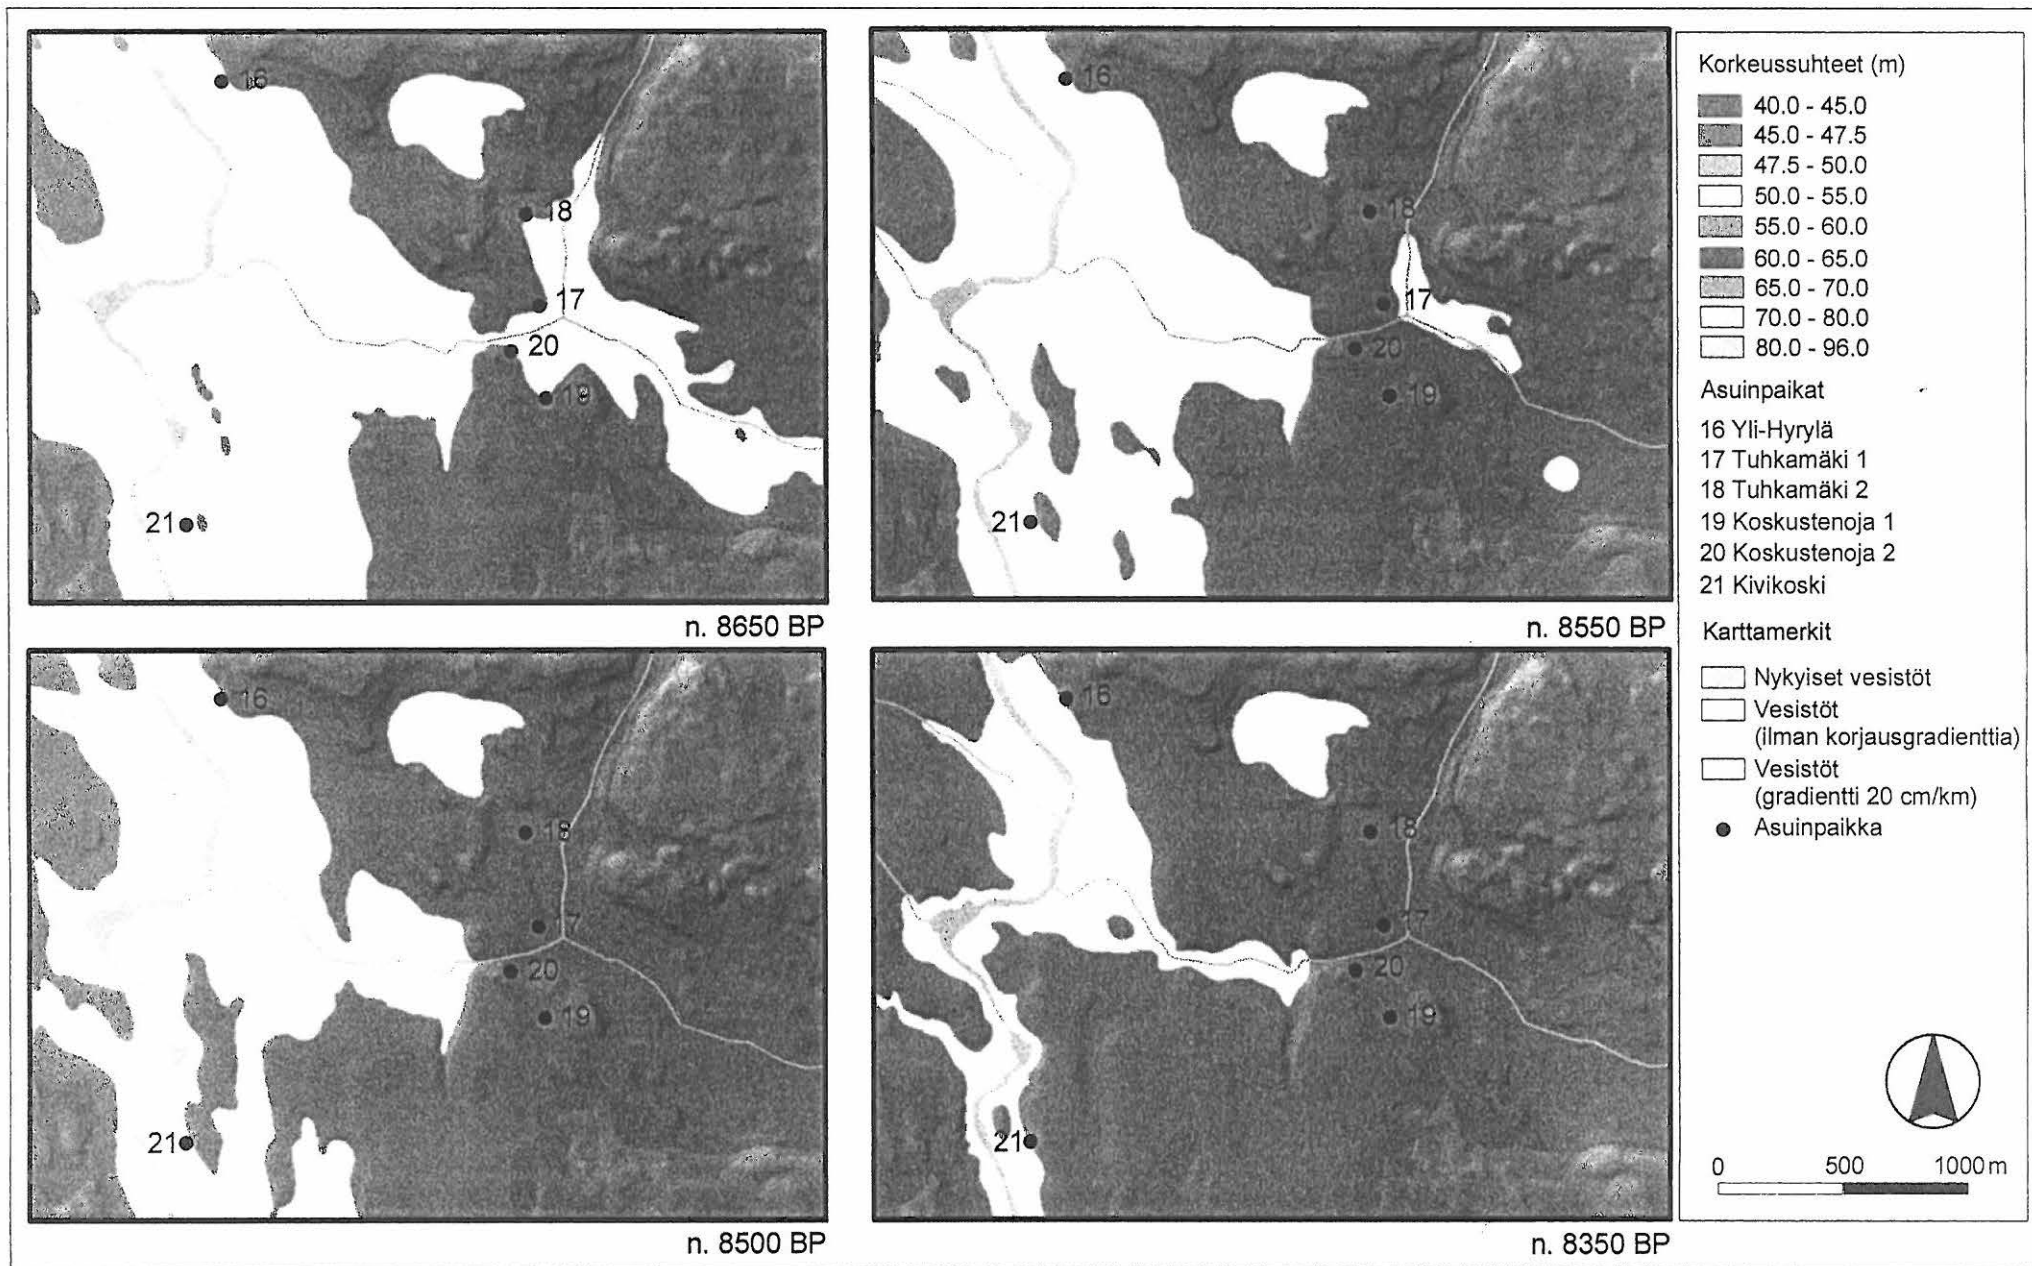 16
18
17
20
19
21
n. 8650 BP
16
18
17
20
19
21
n. 8550 BP
16
18
17
20
19
21
n. 8500 BP
16
18
17
20
19
21
n. 8350 BP
Korkeussuhteet (m)
40.0 - 45.0
45.0 - 47.5
47.5 - 50.0
50.0 - 55.0
55.0 - 60.0
60.0 - 65.0
65.0 - 70.0
70.0 - 80.0
80.0 - 96.0
Asuinpaikat
16 Yli-Hyrylä
17 Tuhkamäki 1
18 Tuhkamäki 2
19 Koskustenoja 1
20 Koskustenoja 2
21 Kivikoski
Karttamerkit
Nykyiset vesistöt
Vesistöt
(ilman korjausgradienttia)
Vesistöt
(gradientti 20 cm/km)
Asuinpaikka
0 500 1000 m